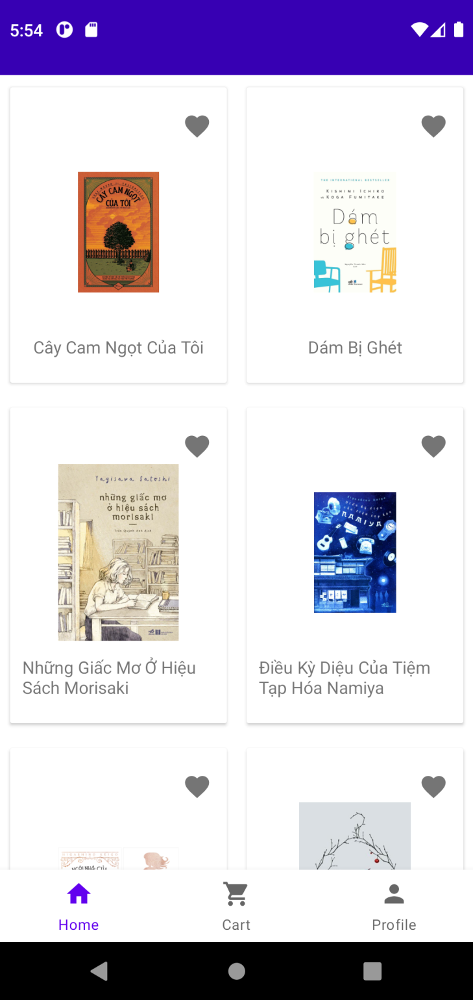 5:54
CÂY CAM NGỌT
CỦA TÔI
Cây Cam Ngọt Của Tôi
THE INTERNATIONAL BESTSELLER
KISHIMI ICHIRO
và KOGA FUMITAKE
Dám
bị ghét
Dám Bị Ghét
Yagisawa Satoshi
những giấc mơ
ở hiệu sách
morisaki
Trần Quỳnh Anh dịch
Những Giấc Mơ Ở Hiệu
Sách Morisaki
NAMIYA
Điều Kỳ Diệu Của Tiệm
Tạp Hóa Namiya
HIGASHINO KEIGO
NGÔI NHÀ CỦA
Home
Cart
Profile